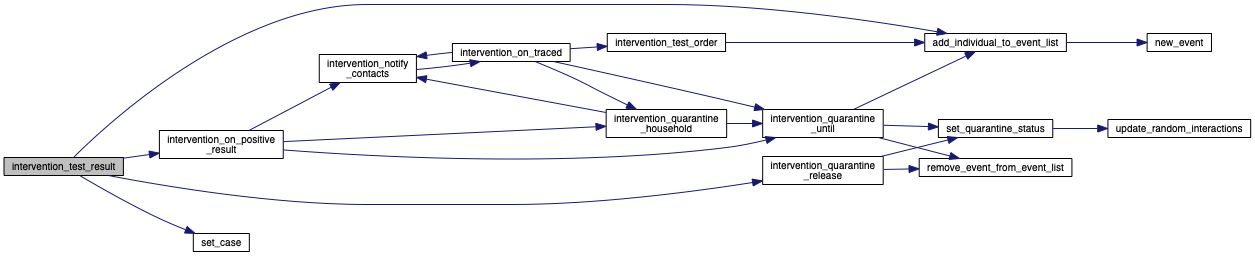 intervention_test_result
intervention_on_positive
_result
set_case
intervention_notify
_contacts
intervention_on_traced
intervention_test_order
intervention_quarantine
_household
intervention_quarantine
_until
intervention_quarantine
_release
add_individual_to_event_list
new_event
set_quarantine_status
update_random_interactions
remove_event_from_event_list